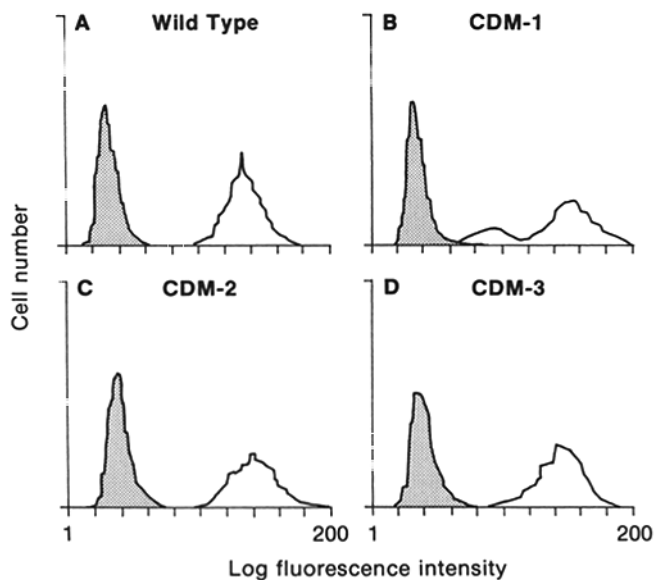 A Wild Type
B CDM-1
C CDM-2
D CDM-3
Cell number
1 200 1 200
Log fluorescence intensity